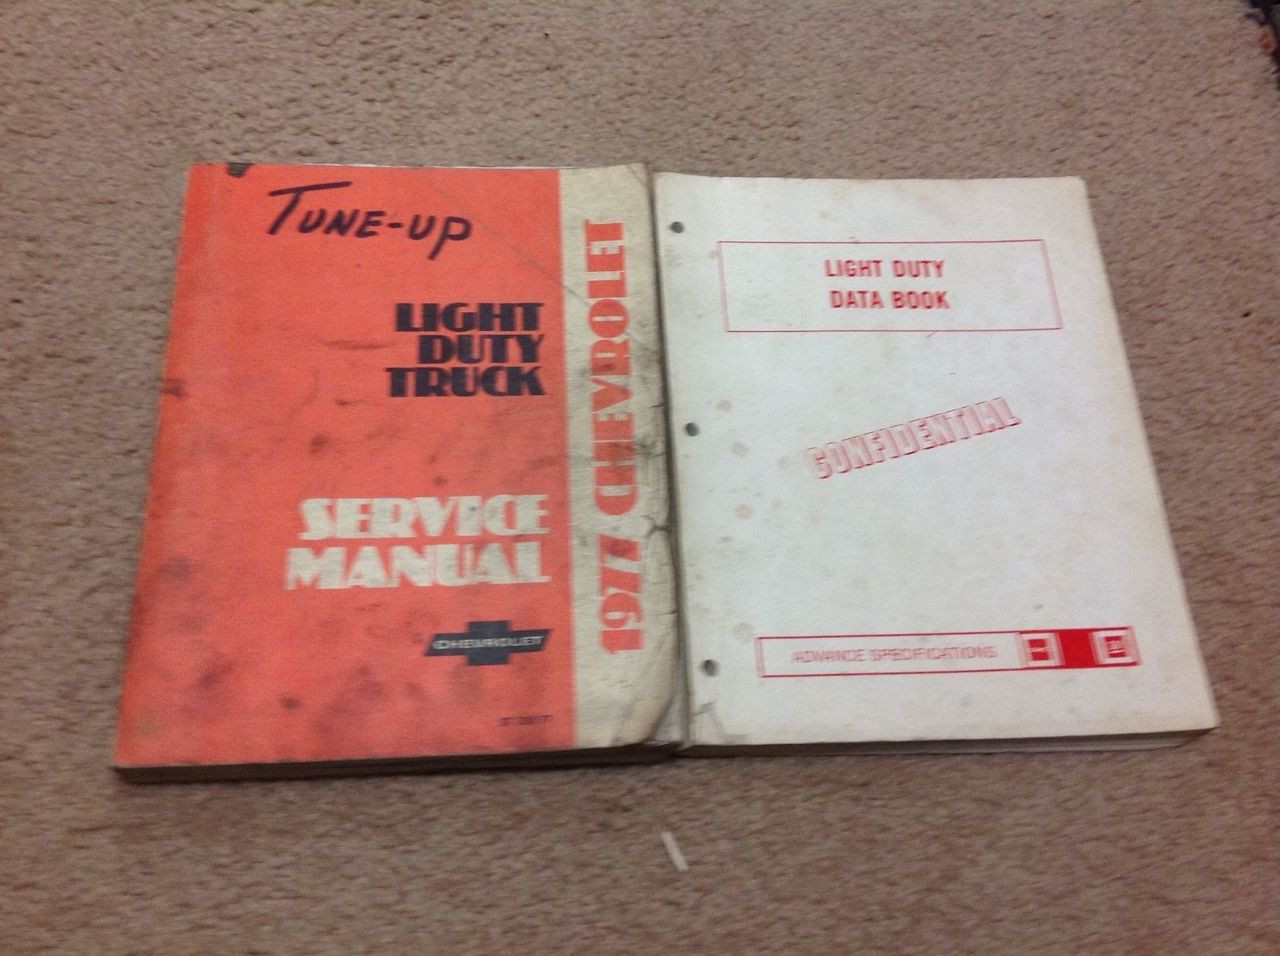 TUNE-UP
LIGHT
DUTY
TRUCK
SERVICE
MANUAL
CHEVROLET
1977 CHEVROLET
LIGHT DUTY
DATA BOOK
CONFIDENTIAL
ADVANCE SPECIFICATIONS